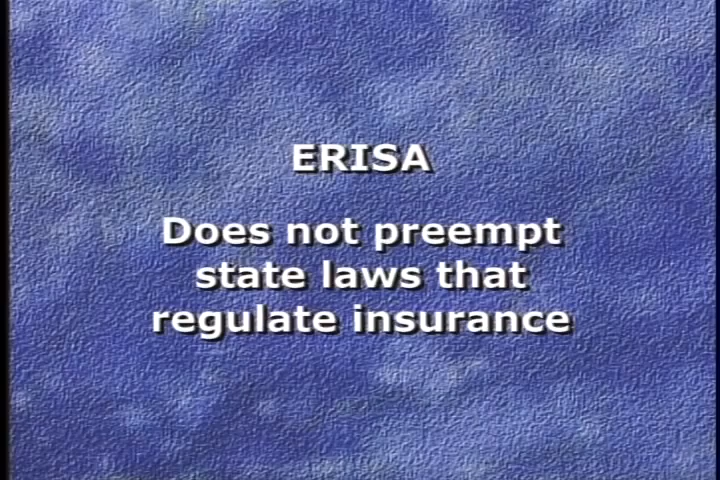 ERISA
Does not preempt
state laws that
regulate insurance